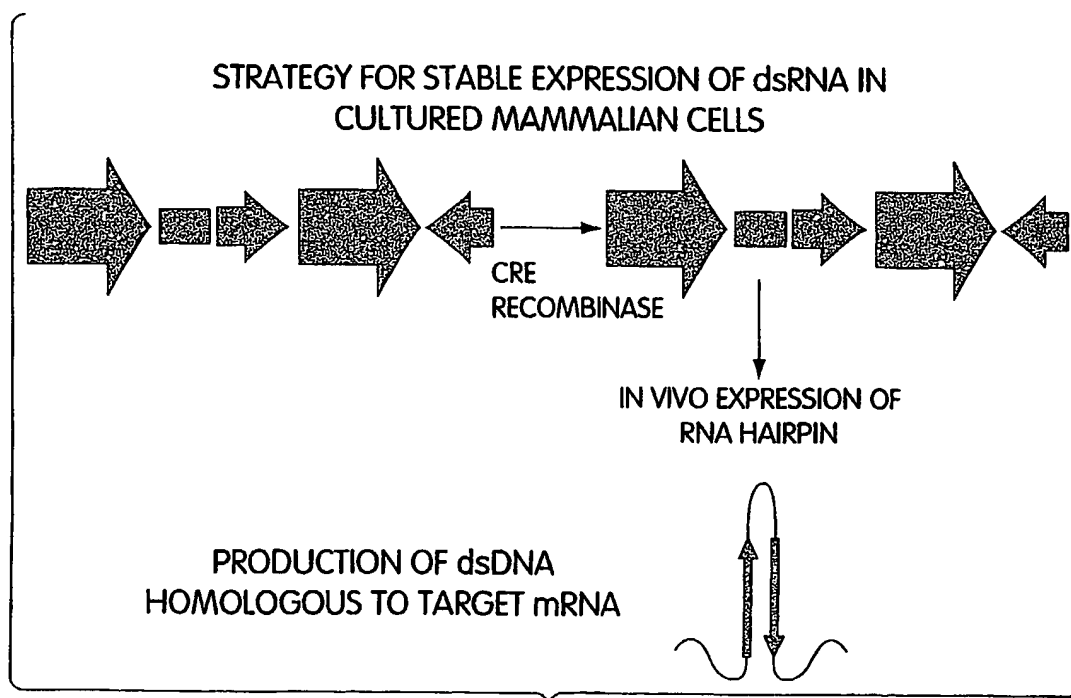 STRATEGY FOR STABLE EXPRESSION OF dsRNA IN
CULTURED MAMMALIAN CELLS
CRE
RECOMBINASE
IN VIVO EXPRESSION OF
RNA HAIRPIN
PRODUCTION OF dsDNA
HOMOLOGOUS TO TARGET mRNA